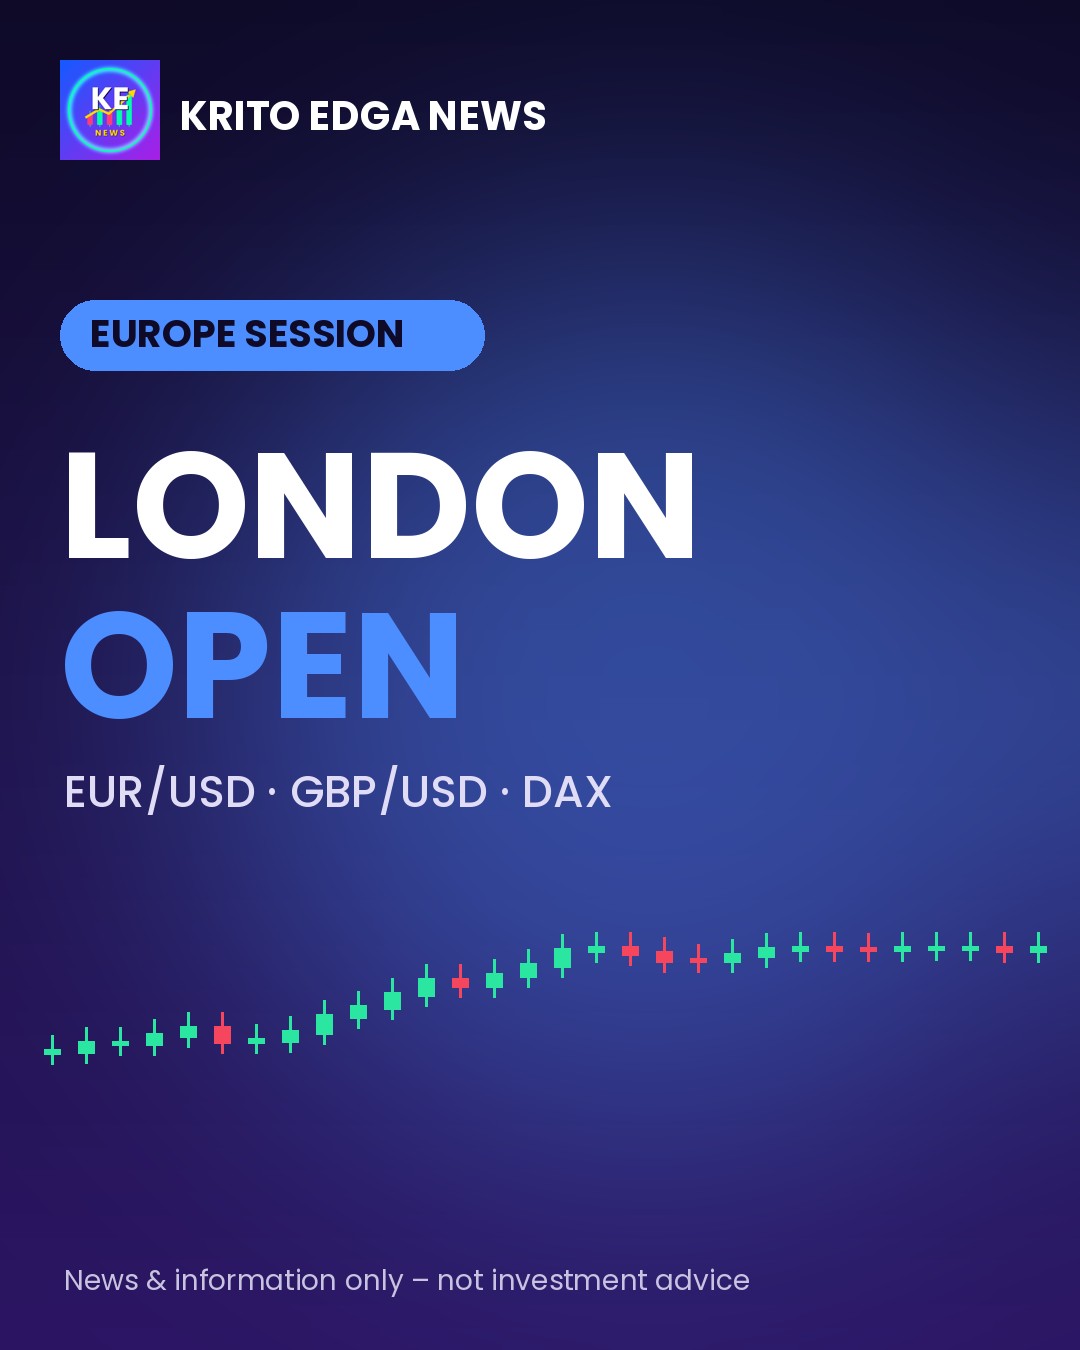 KE
NEWS
KRITO EDGA NEWS
EUROPE SESSION
LONDON
OPEN
EUR/USD · GBP/USD · DAX
News & information only – not investment advice